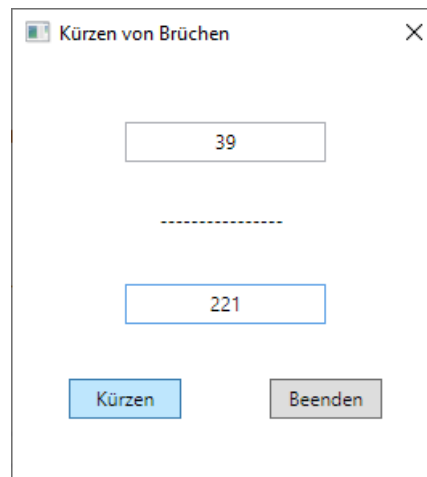 Kürzen von Brüchen
39
----------------
221
Kürzen Beenden